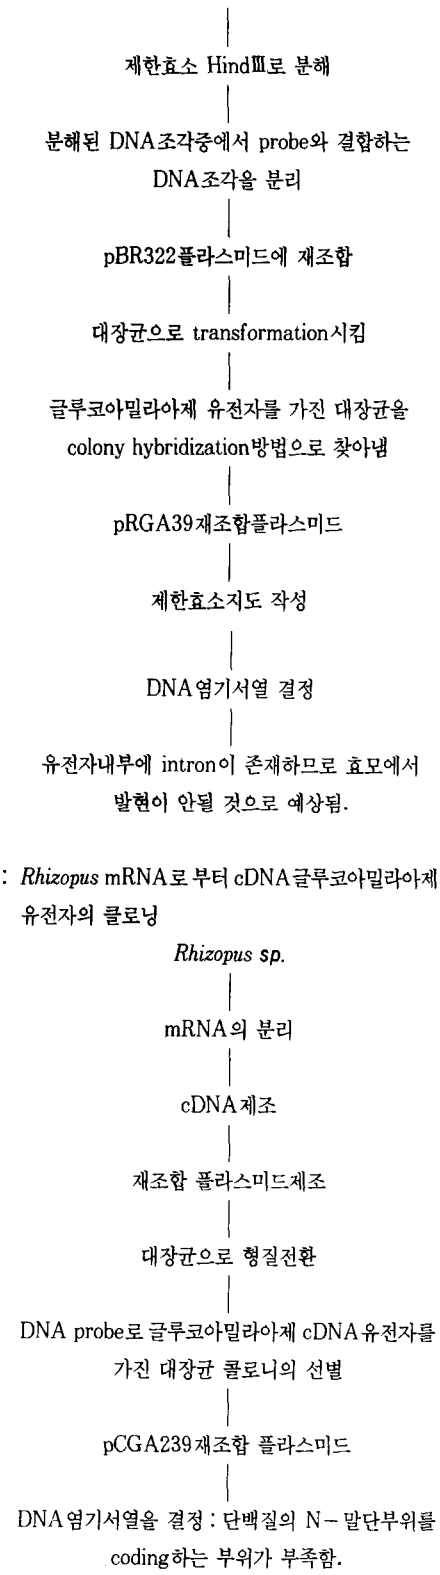 제한효소 HindⅢ로 분해
분해된 DNA조각중에서 probe와 결합하는
DNA조각을 분리
pBR322플라스미드에 재조합
대장균으로 transformation시킴
글루코아밀라아제 유전자를 가진 대장균을
colony hybridization방법으로 찾아냄
pRGA39재조합플라스미드
제한효소지도 작성
DNA염기서열 결정
유전자내부에 intron이 존재하므로 효모에서
발현이 안될 것으로 예상됨.
: Rhizopus mRNA로 부터 cDNA글루코아밀라아제
유전자의 클로닝
Rhizopus sp.
mRNA의 분리
cDNA제조
재조합 플라스미드제조
대장균으로 형질전환
DNA probe로 글루코아밀라아제 cDNA유전자를
가진 대장균 콜로니의 선별
pCGA239재조합 플라스미드
DNA염기서열을 결정 : 단백질의 N-말단부위를
coding하는 부위가 부족함.